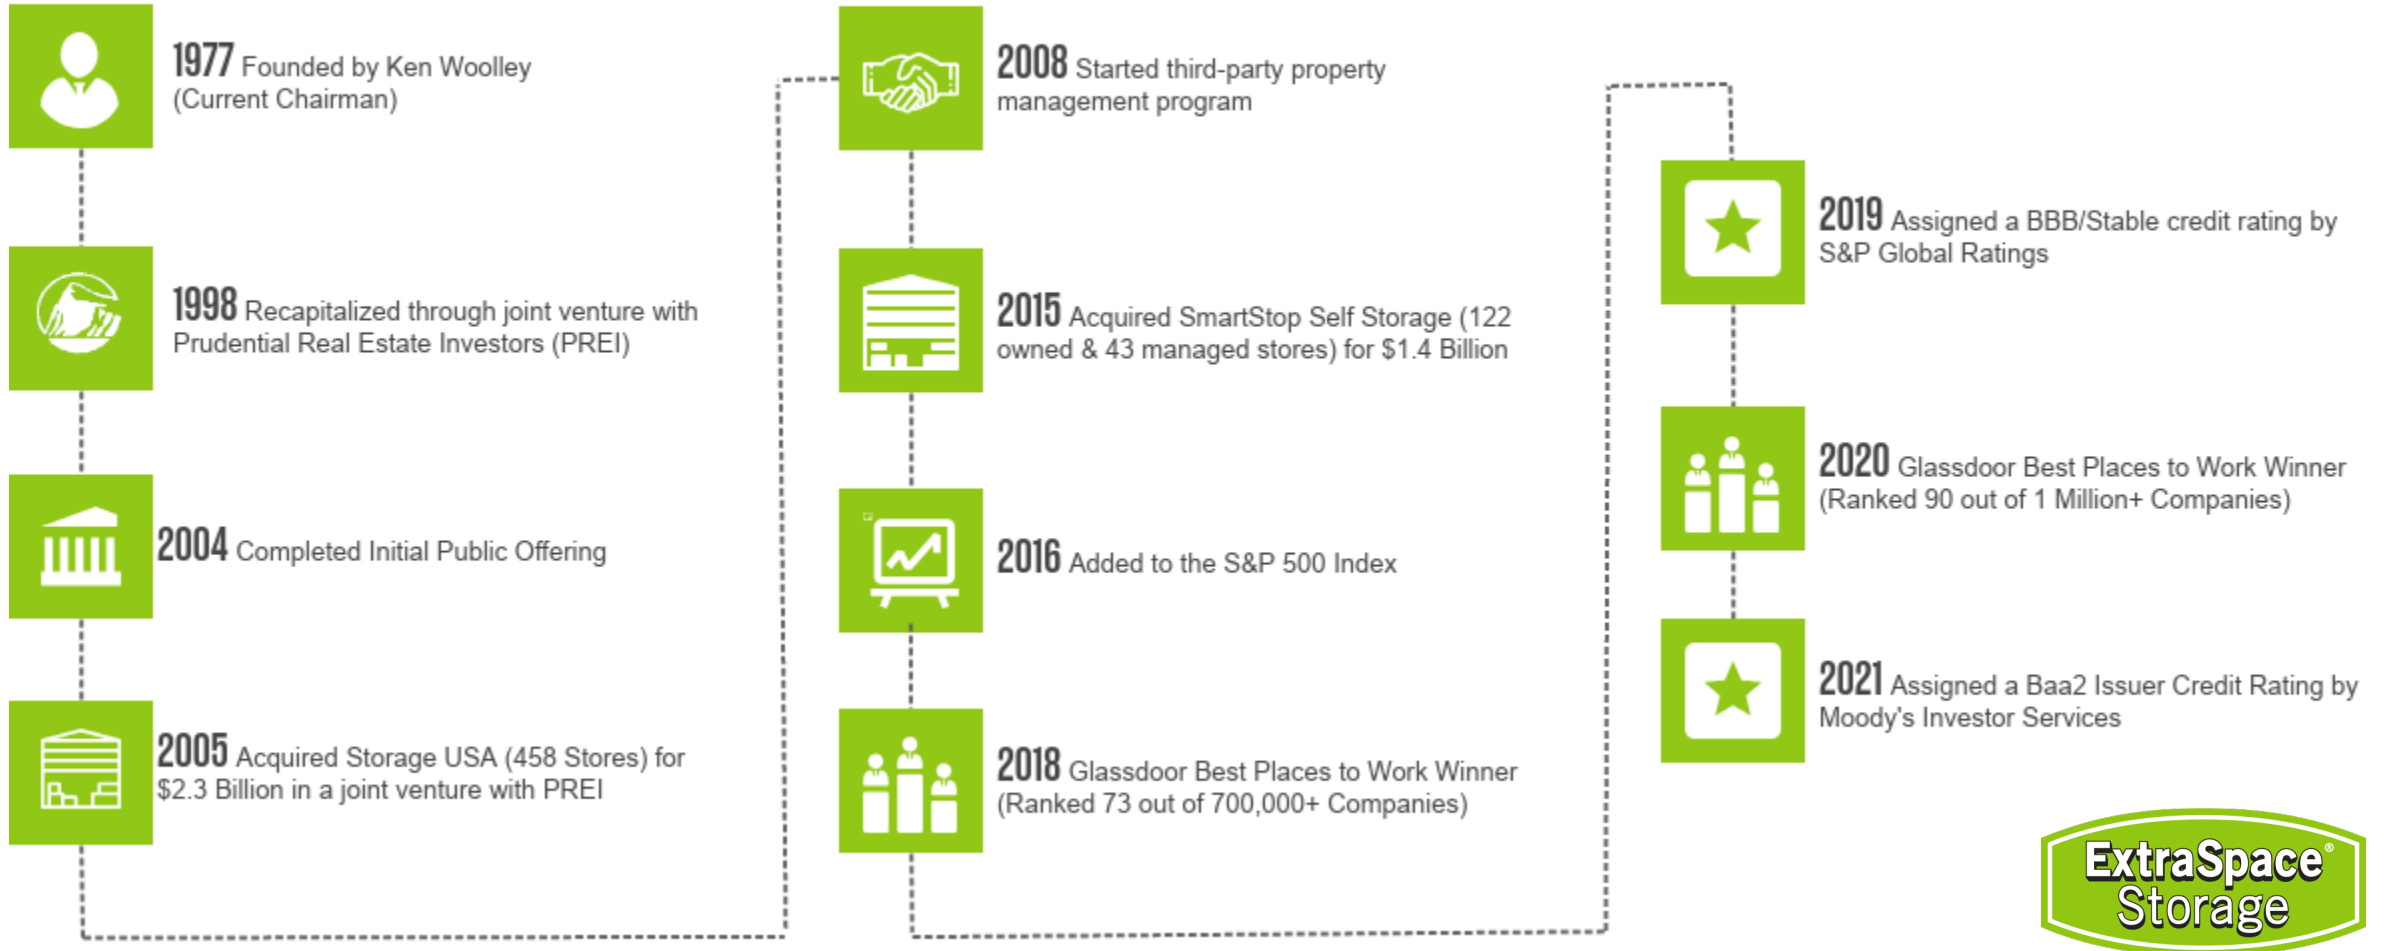 1977 Founded by Ken Woolley
(Current Chairman)
1998 Recapitalized through joint venture with
Prudential Real Estate Investors (PREI)
2004 Completed Initial Public Offering
2005 Acquired Storage USA (458 Stores) for
$2.3 Billion in a joint venture with PREI
2008 Started third-party property
management program
2015 Acquired SmartStop Self Storage (122
owned & 43 managed stores) for $1.4 Billion
2016 Added to the S&P 500 Index
2018 Glassdoor Best Places to Work Winner
(Ranked 73 out of 700,000+ Companies)
2019 Assigned a BBB/Stable credit rating by
S&P Global Ratings
2020 Glassdoor Best Places to Work Winner
(Ranked 90 out of 1 Million+ Companies)
2021 Assigned a Baa2 Issuer Credit Rating by
Moody's Investor Services
ExtraSpace®
Storage